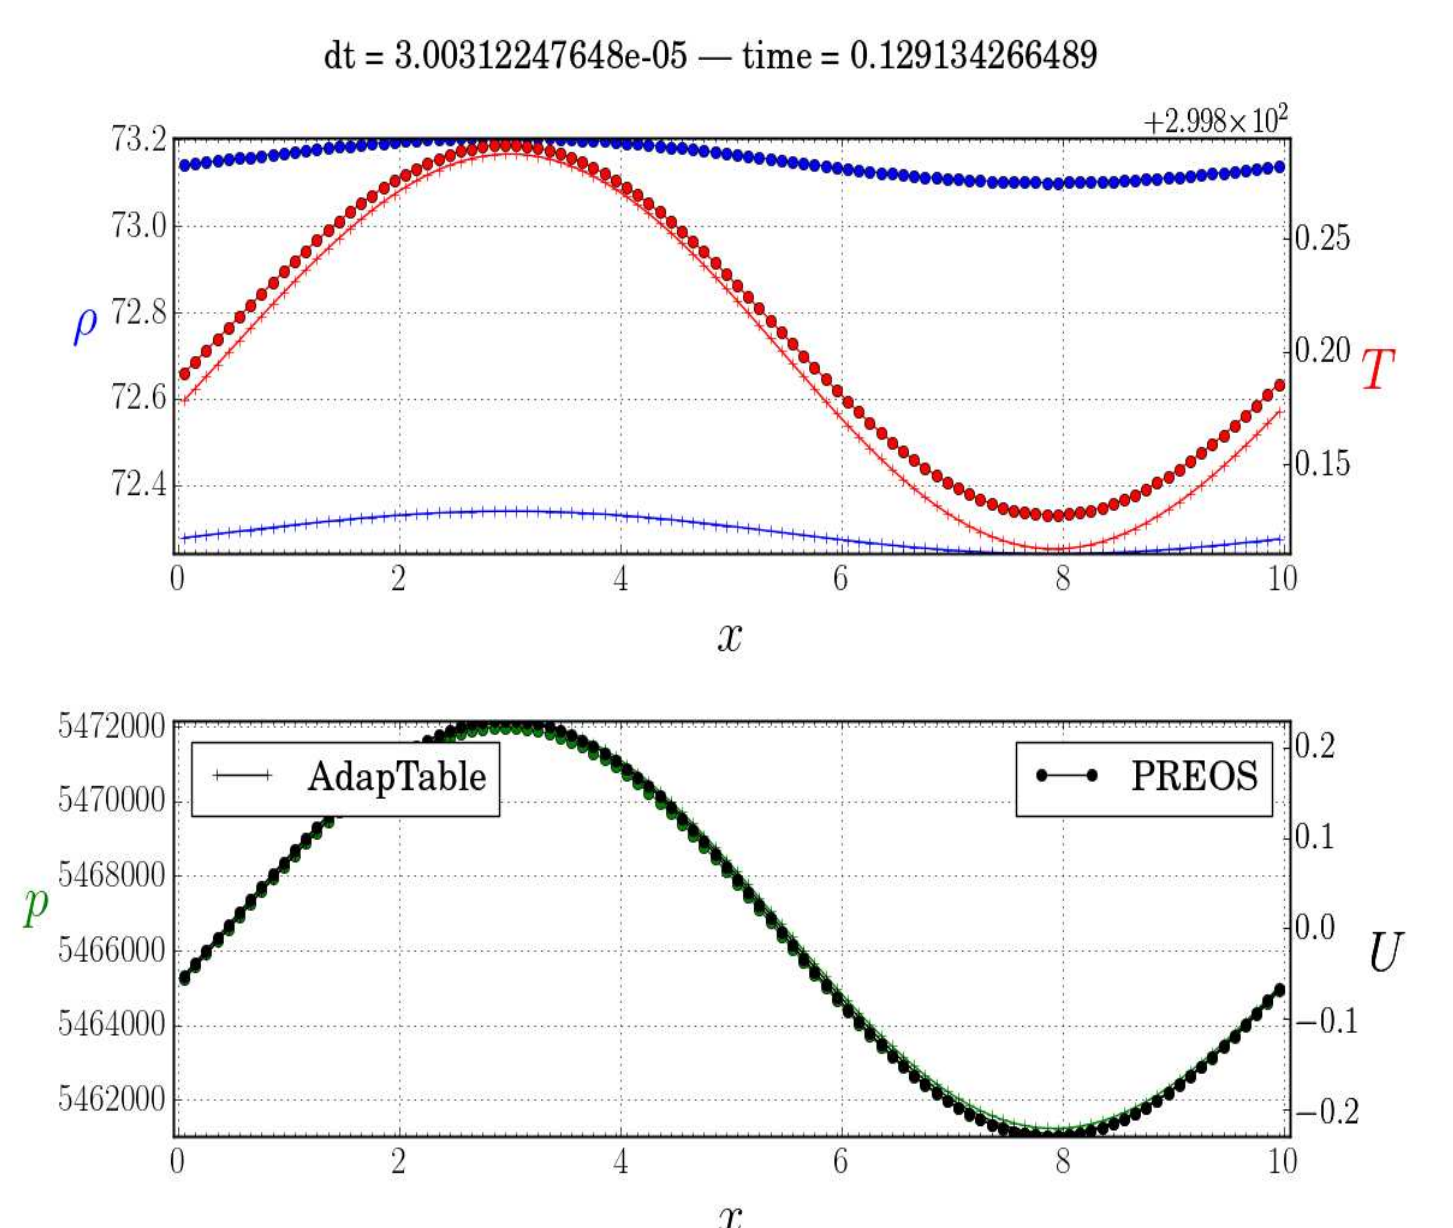 dt = 3.00312247648e-05 — time = 0.129134266489
+2.998×10²
73.2
73.0
72.8
72.6
72.4
ρ
0.25
0.20
0.15
T
0 2 4 6 8 10
x
5472000
5470000
5468000
5466000
5464000
5462000
p
AdapTable
PREOS
0.2
0.1
0.0
−0.1
−0.2
U
0 2 4 6 8 10
x